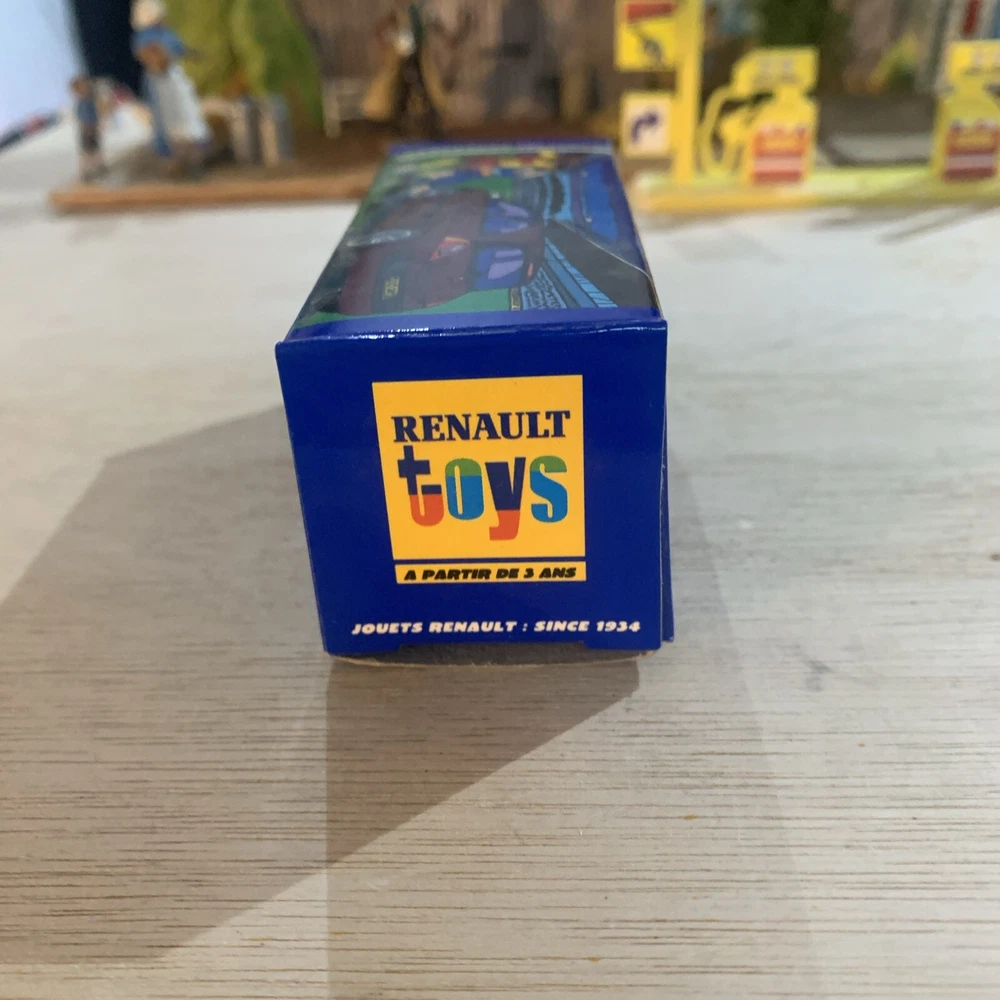 RENAULT
toys
A PARTIR DE 3 ANS
JOUETS RENAULT : SINCE 1934